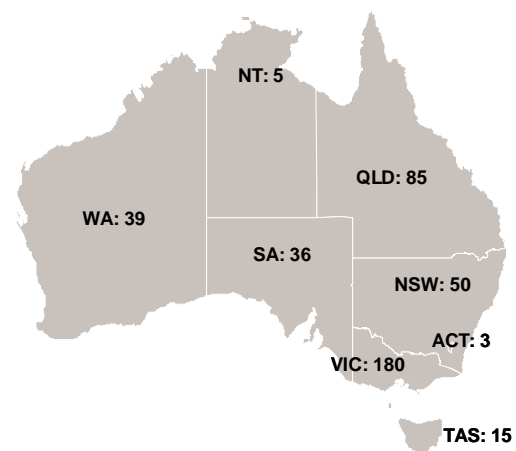 NT: 5
QLD: 85
WA: 39
SA: 36
NSW: 50
ACT: 3
VIC: 180
TAS: 15